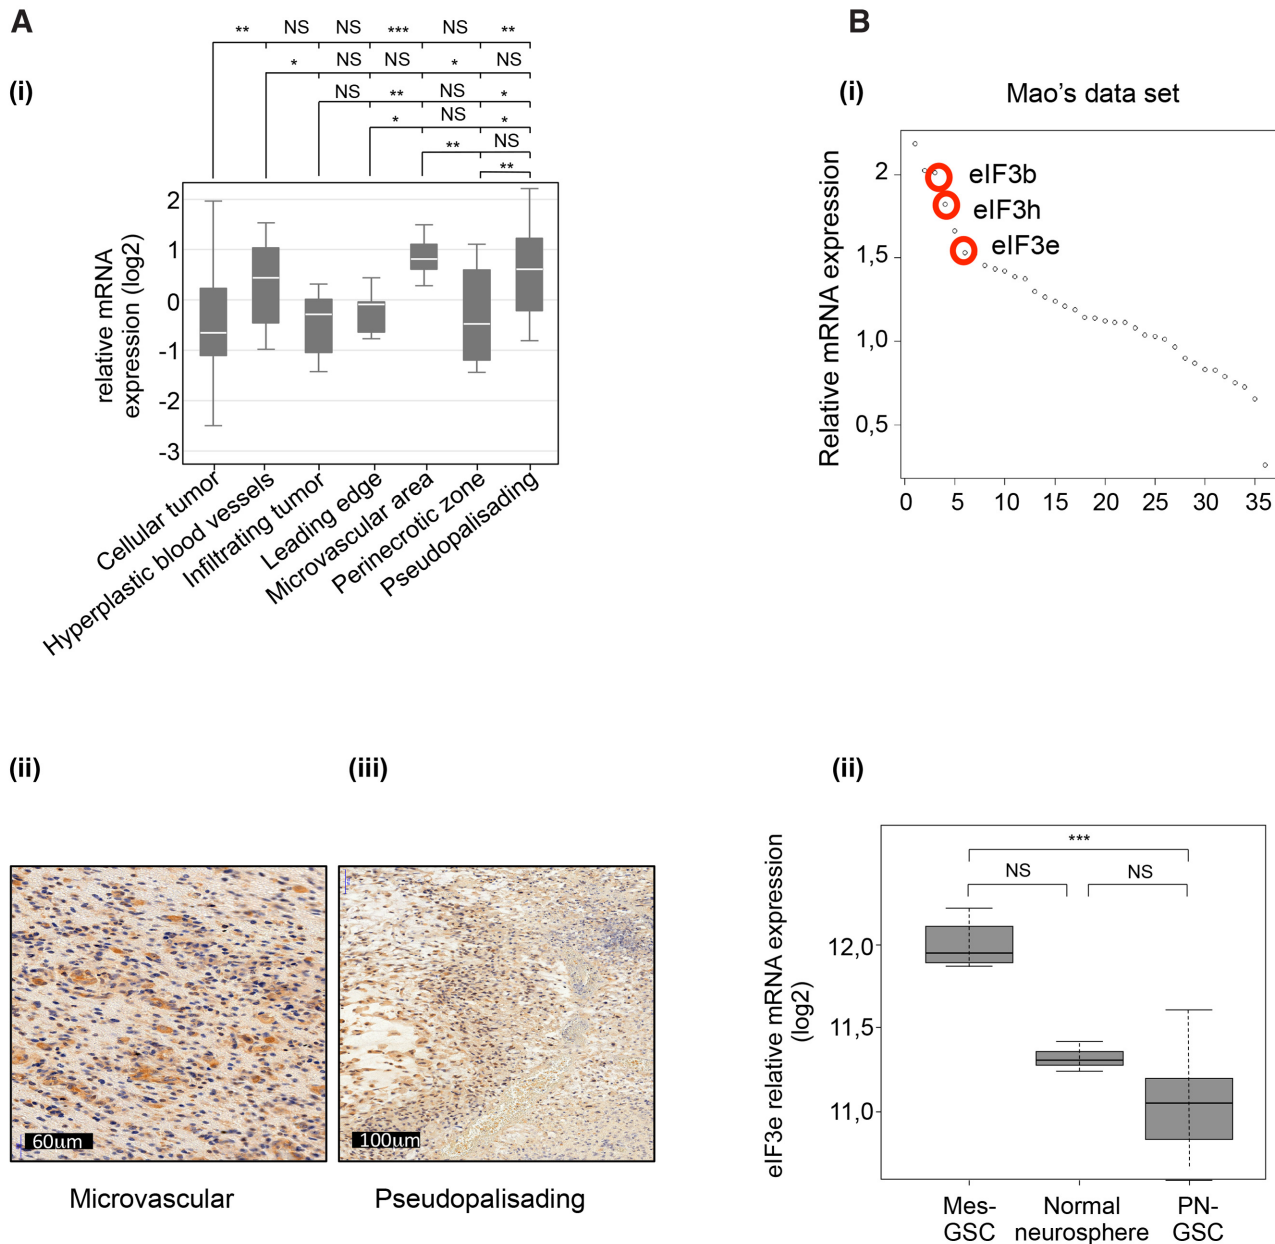 A
** NS NS *** NS **
* NS NS * NS
NS ** NS *
* NS *
** NS
**
(i)
relative mRNA
expression (log2)
2
1
0
-1
-2
-3
Cellular tumor
Hyperplastic blood vessels
Infiltrating tumor
Leading edge
Microvascular area
Perinecrotic zone
Pseudopalisading
B
(i)
Mao’s data set
Relative mRNA expression
2
1,5
1,0
0,5
eIF3b
eIF3h
eIF3e
0 5 10 15 20 25 30 35
(ii)
60µm
Microvascular
(iii)
100µm
Pseudopalisading
(ii)
eIF3e relative mRNA expression
(log2)
***
NS NS
12,0
11,5
11,0
Mes-
GSC
Normal
neurosphere
PN-
GSC